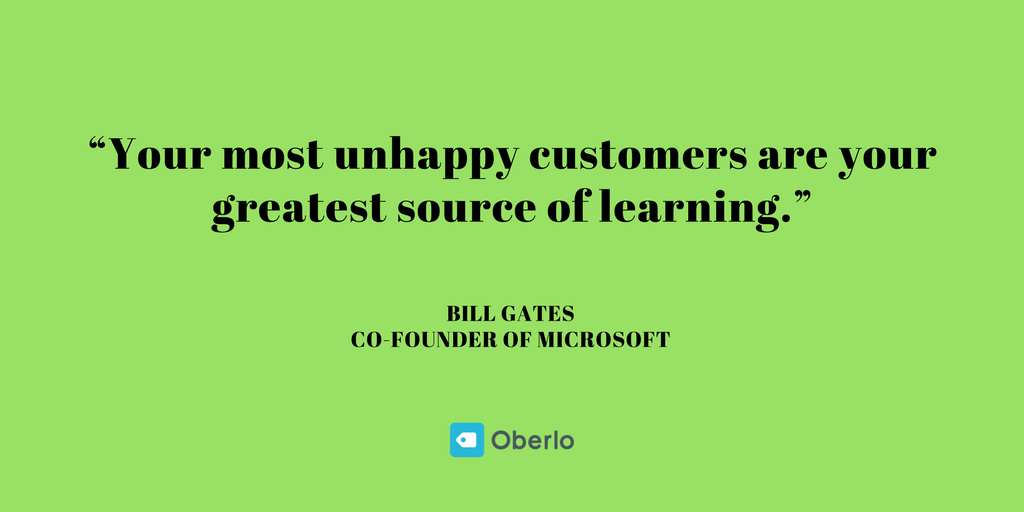 “Your most unhappy customers are your
greatest source of learning.”
BILL GATES
CO-FOUNDER OF MICROSOFT
Oberlo